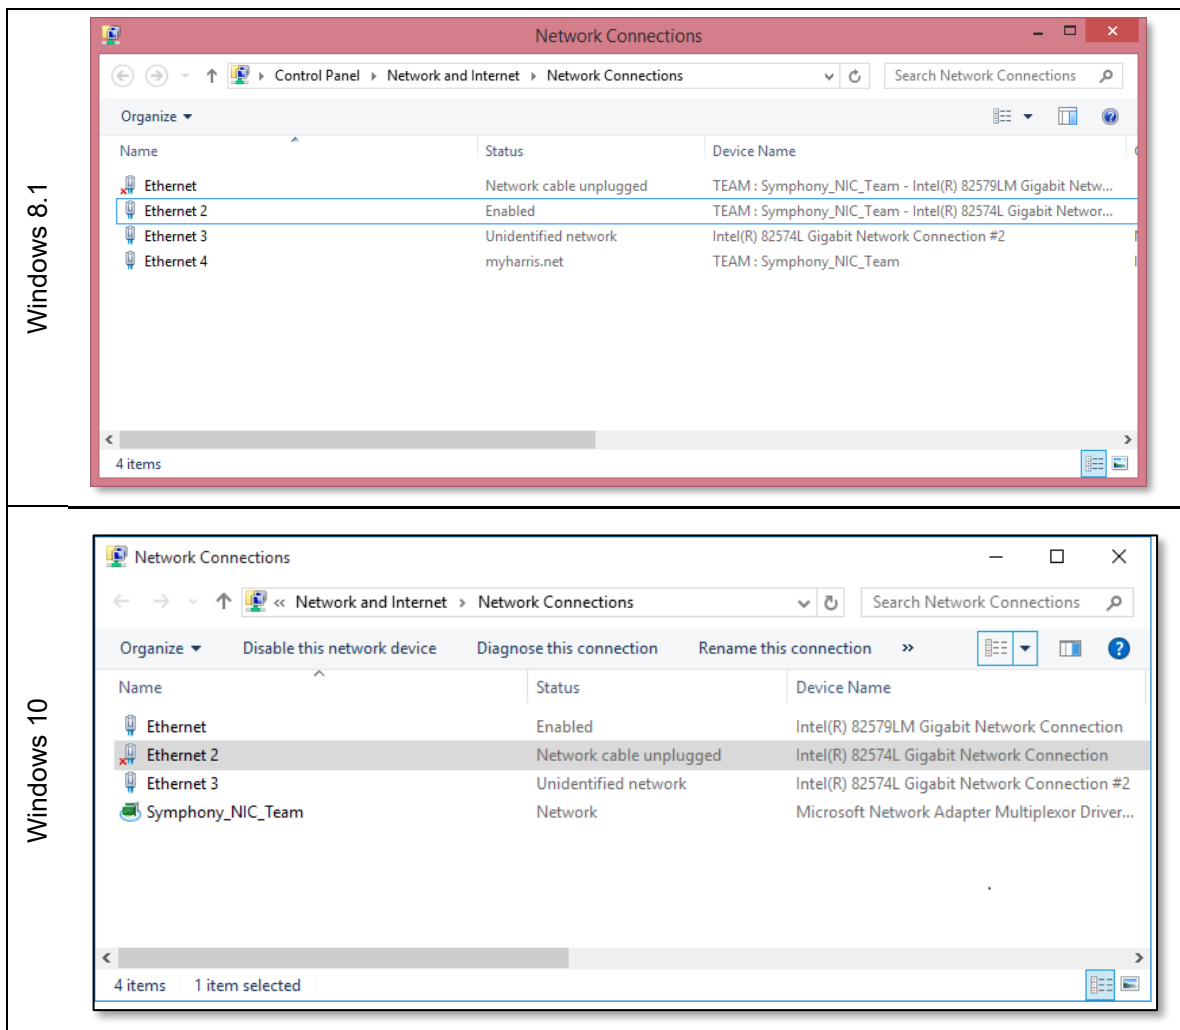 Windows 8.1
Network Connections
Control Panel Network and Internet Network Connections Search Network Connections
Organize
Name Status Device Name
Ethernet Network cable unplugged TEAM : Symphony_NIC_Team - Intel(R) 82579LM Gigabit Netw...
Ethernet 2 Enabled TEAM : Symphony_NIC_Team - Intel(R) 82574L Gigabit Networ...
Ethernet 3 Unidentified network Intel(R) 82574L Gigabit Network Connection #2
Ethernet 4 myharris.net TEAM : Symphony_NIC_Team
4 items
Windows 10
Network Connections
« Network and Internet Network Connections Search Network Connections
Organize Disable this network device Diagnose this connection Rename this connection »
Name Status Device Name
Ethernet Enabled Intel(R) 82579LM Gigabit Network Connection
Ethernet 2 Network cable unplugged Intel(R) 82574L Gigabit Network Connection
Ethernet 3 Unidentified network Intel(R) 82574L Gigabit Network Connection #2
Symphony_NIC_Team Network Microsoft Network Adapter Multiplexor Driver...
4 items 1 item selected